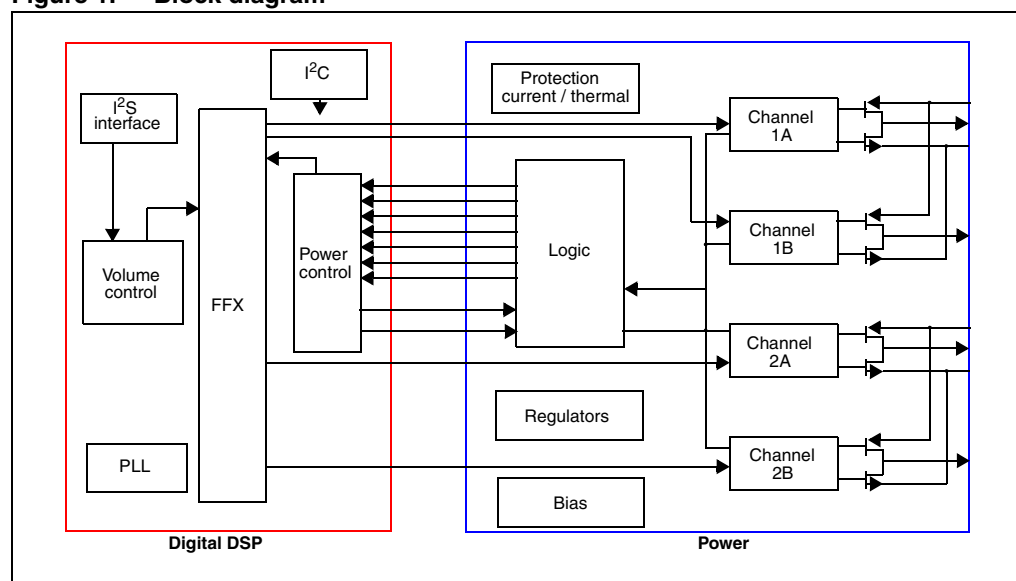 Figure 1. Block diagram
I²C
I²S
interface
Volume
control
FFX
Power
control
PLL
Digital DSP
Protection
current / thermal
Logic
Regulators
Bias
Channel
1A
Channel
1B
Channel
2A
Channel
2B
Power